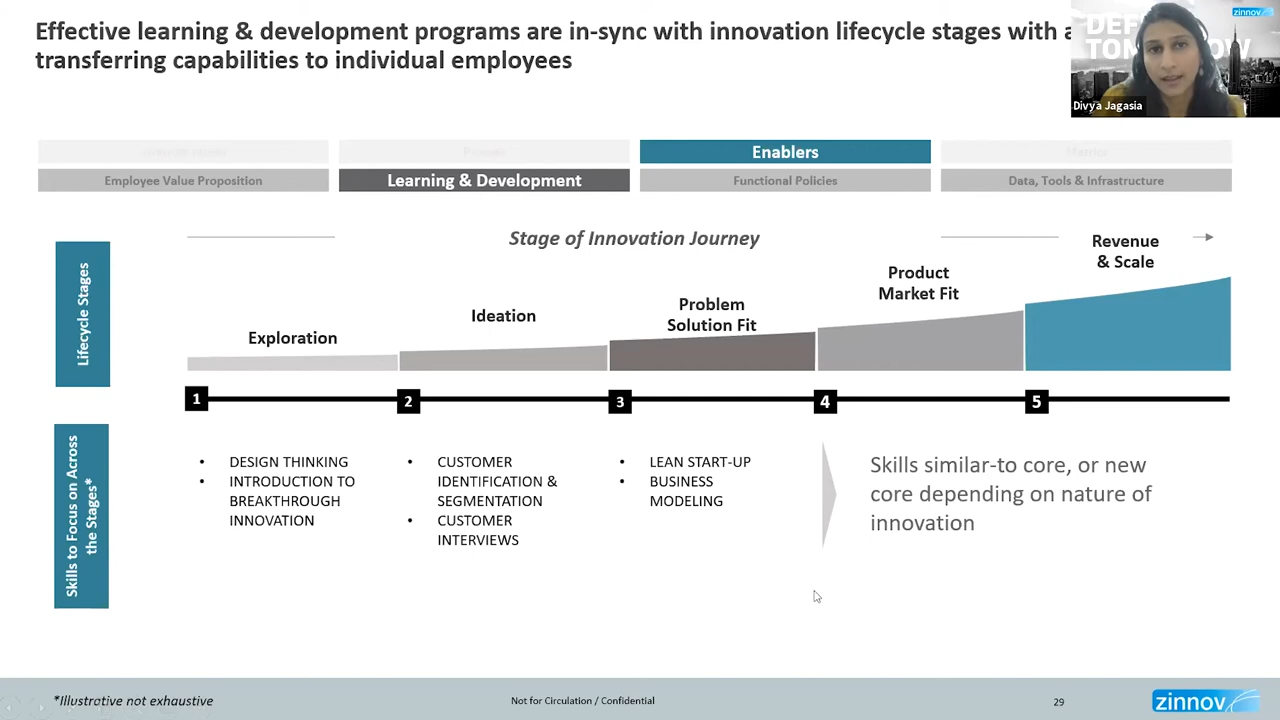 Effective learning & development programs are in-sync with innovation lifecycle stages with a
transferring capabilities to individual employees
zinnov
DEF
TOM OW
Divya Jagasia
Enablers
Employee Value Proposition
Learning & Development
Functional Policies
Data, Tools & Infrastructure
Stage of Innovation Journey
Lifecycle Stages
Exploration
Ideation
Problem
Solution Fit
Product
Market Fit
Revenue
& Scale
1
2
3
4
5
Skills to Focus on Across
the Stages*
• DESIGN THINKING
• INTRODUCTION TO
BREAKTHROUGH
INNOVATION
• CUSTOMER
IDENTIFICATION &
SEGMENTATION
• CUSTOMER
INTERVIEWS
• LEAN START-UP
• BUSINESS
MODELING
Skills similar-to core, or new
core depending on nature of
innovation
*Illustrative not exhaustive
Not for Circulation / Confidential
29
zinnov